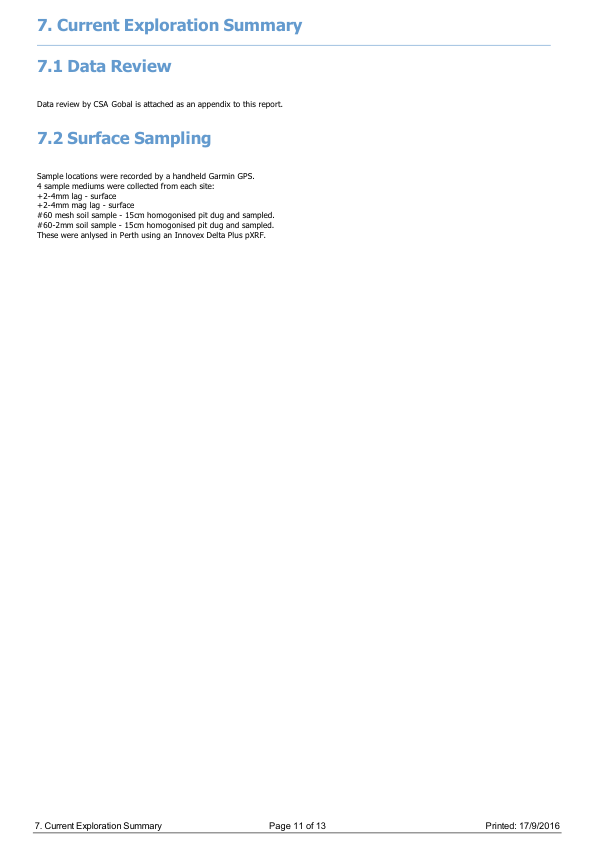 7. Current Exploration Summary
7.1 Data Review
Data review by CSA Gobal is attached as an appendix to this report.
7.2 Surface Sampling
Sample locations were recorded by a handheld Garmin GPS.
4 sample mediums were collected from each site:
+2-4mm lag - surface
+2-4mm mag lag - surface
#60 mesh soil sample - 15cm homogonised pit dug and sampled.
#60-2mm soil sample - 15cm homogonised pit dug and sampled.
These were anlysed in Perth using an Innovex Delta Plus pXRF.
7. Current Exploration Summary Page 11 of 13 Printed: 17/9/2016